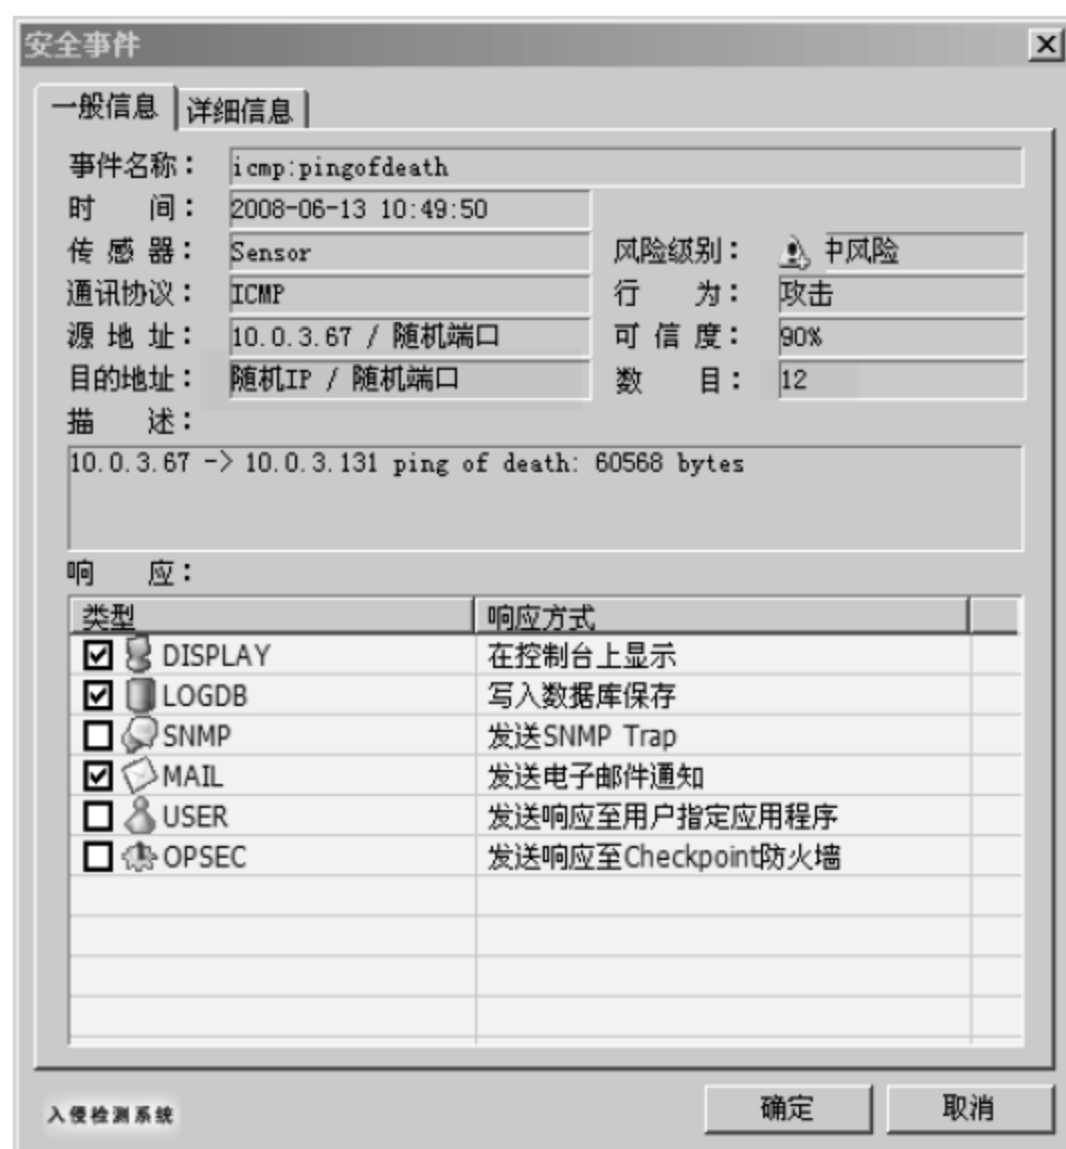 安全事件
一般信息 详细信息
事件名称： icmp:pingofdeath
时 间： 2008-06-13 10:49:50
传 感 器： Sensor 风险级别： 中风险
通讯协议： ICMP 行 为： 攻击
源 地 址： 10.0.3.67 / 随机端口 可 信 度： 90%
目的地址： 随机IP / 随机端口 数 目： 12
描 述：
10.0.3.67 -> 10.0.3.131 ping of death: 60568 bytes
响 应：
类型 响应方式
DISPLAY 在控制台上显示
LOGDB 写入数据库保存
SNMP 发送SNMP Trap
MAIL 发送电子邮件通知
USER 发送响应至用户指定应用程序
OPSEC 发送响应至Checkpoint防火墙
入侵检测系统 确定 取消